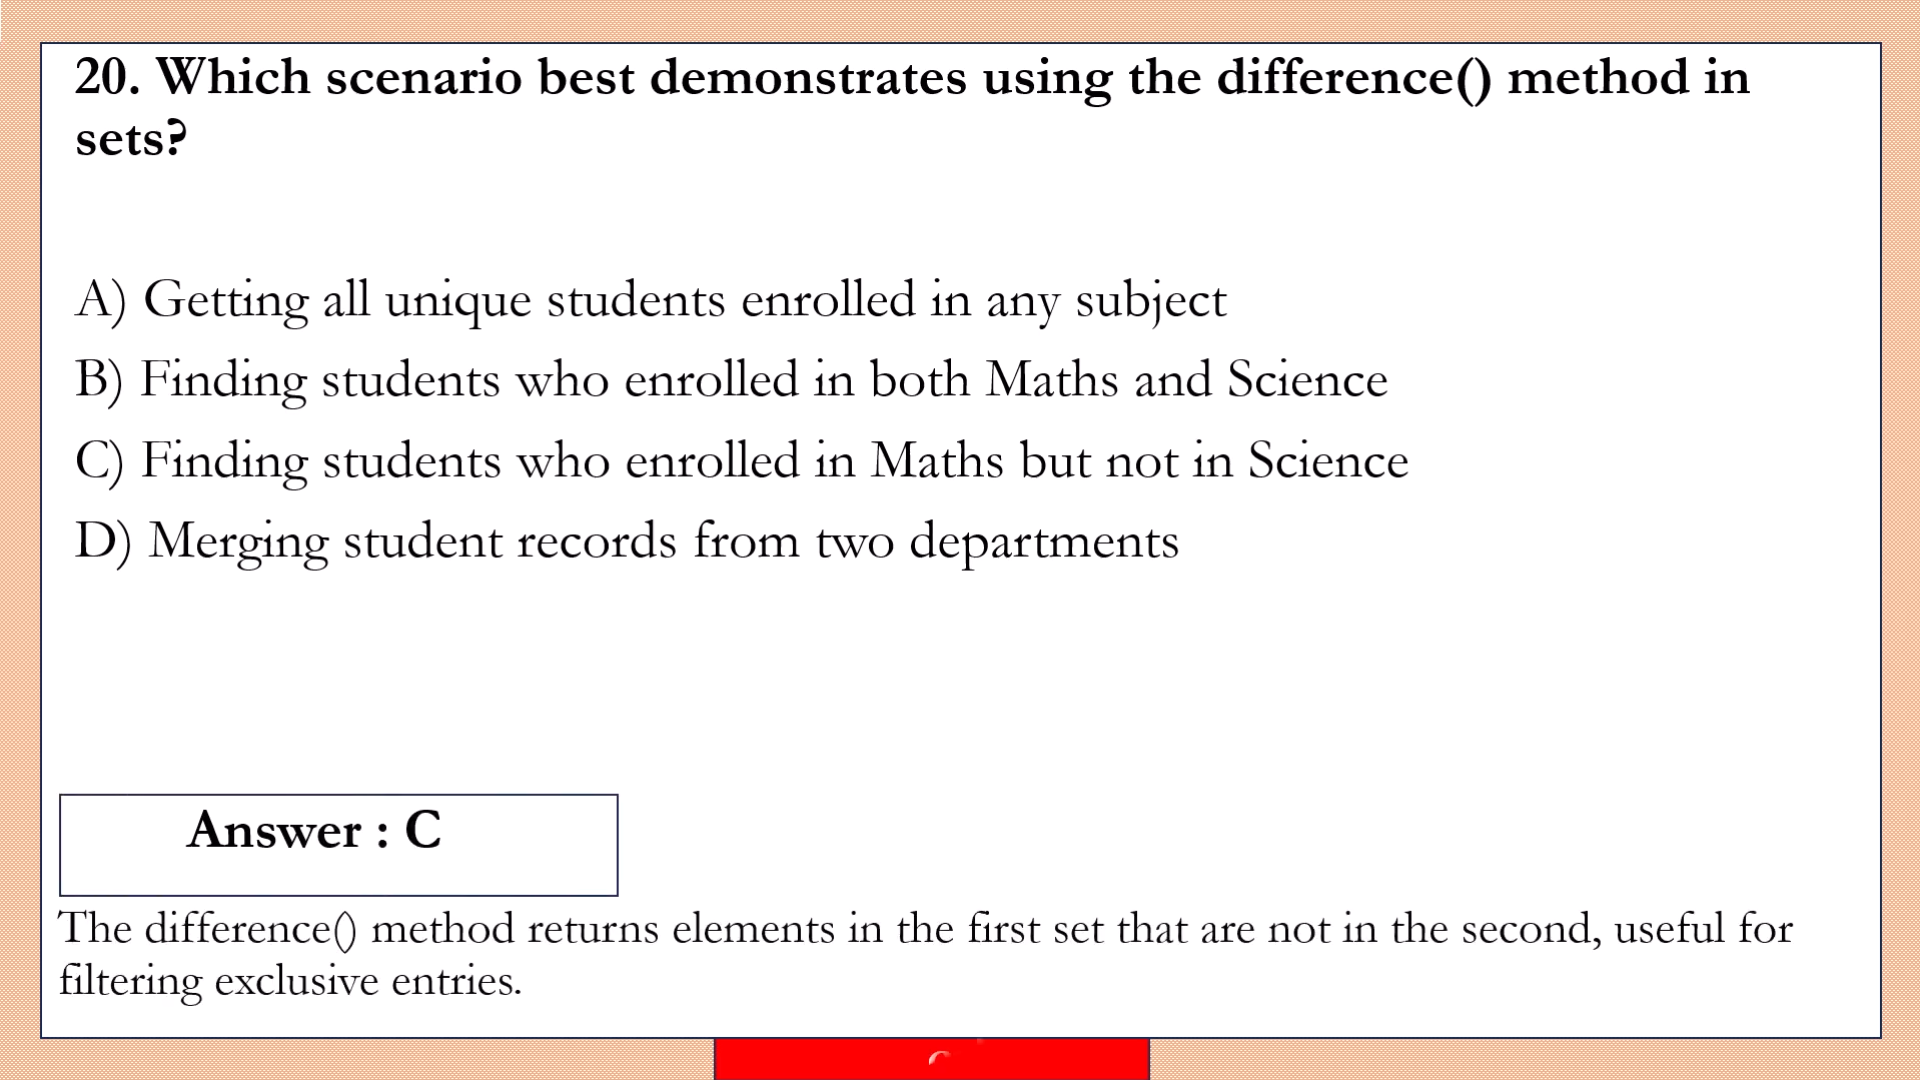 20. Which scenario best demonstrates using the difference() method in
sets?
A) Getting all unique students enrolled in any subject
B) Finding students who enrolled in both Maths and Science
C) Finding students who enrolled in Maths but not in Science
D) Merging student records from two departments
Answer : C
The difference() method returns elements in the first set that are not in the second, useful for
filtering exclusive entries.